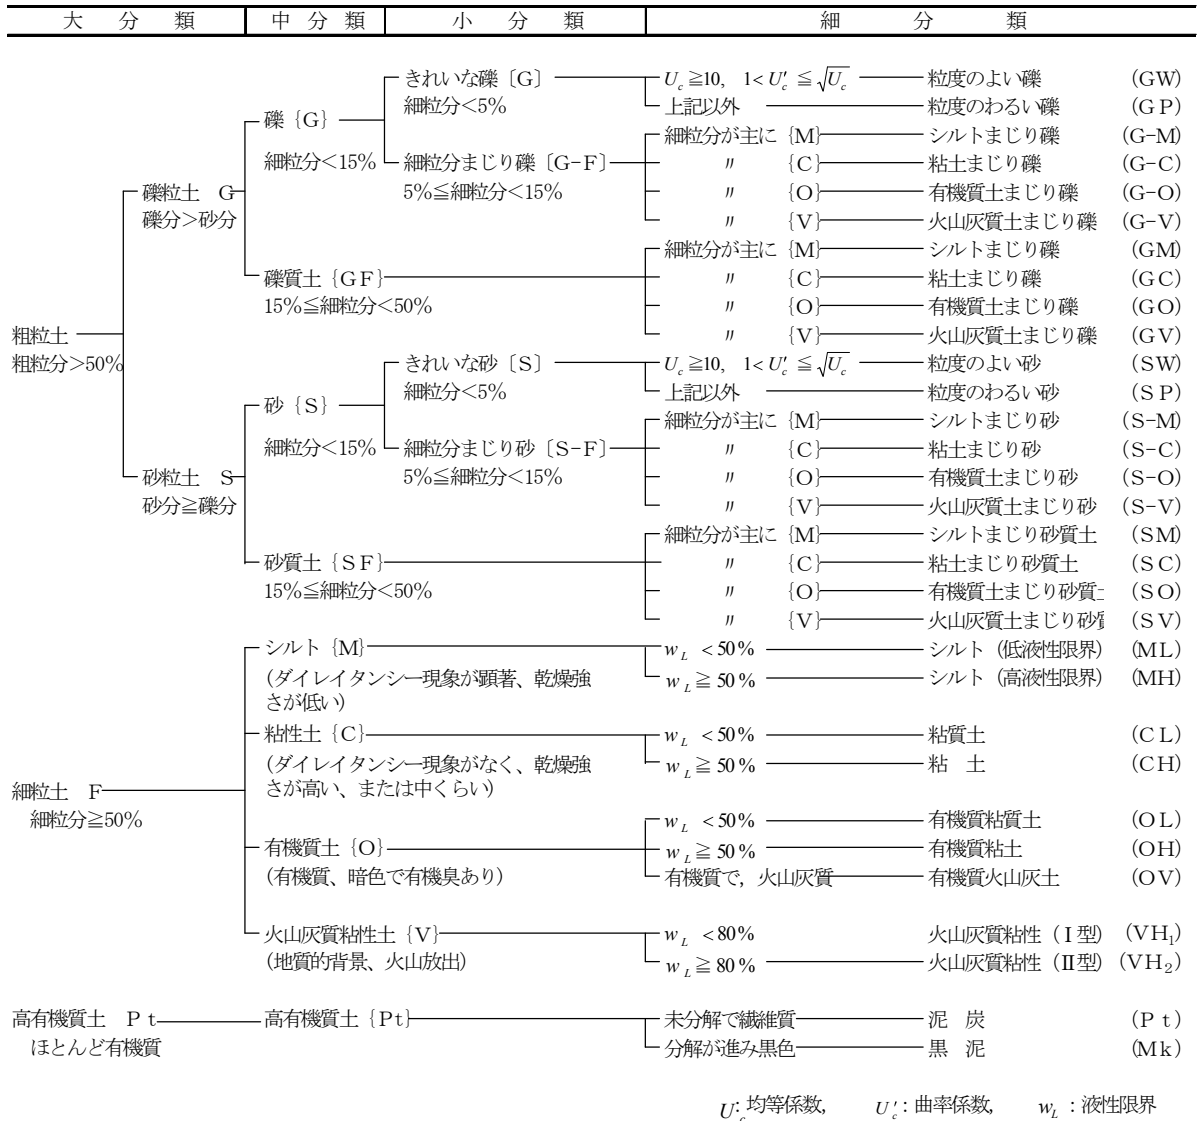 大 分 類 中 分 類 小 分 類 細 分 類
きれいな礫〔G〕 U_c≧10, 1<U'_c≦√U_c 粒度のよい礫 (GW)
細粒分<5% 上記以外 粒度のわるい礫 (GP)
礫{G} 細粒分が主に {M} シルトまじり礫 (G-M)
細粒分<15% 細粒分まじり礫〔G-F〕 〃 {C} 粘土まじり礫 (G-C)
礫粒土 G 5%≦細粒分<15% 〃 {O} 有機質土まじり礫 (G-O)
礫分>砂分 〃 {V} 火山灰質土まじり礫 (G-V)
細粒分が主に {M} シルトまじり礫 (GM)
礫質土{GF} 〃 {C} 粘土まじり礫 (GC)
15%≦細粒分<50% 〃 {O} 有機質土まじり礫 (GO)
粗粒土 〃 {V} 火山灰質土まじり礫 (GV)
粗粒分>50% きれいな砂〔S〕 U_c≧10, 1<U'_c≦√U_c 粒度のよい砂 (SW)
細粒分<5% 上記以外 粒度のわるい砂 (SP)
砂{S} 細粒分が主に {M} シルトまじり砂 (S-M)
細粒分<15% 細粒分まじり砂〔S-F〕 〃 {C} 粘土まじり砂 (S-C)
砂粒土 S 5%≦細粒分<15% 〃 {O} 有機質土まじり砂 (S-O)
砂分≧礫分 〃 {V} 火山灰質土まじり砂 (S-V)
細粒分が主に {M} シルトまじり砂質土 (SM)
砂質土{SF} 〃 {C} 粘土まじり砂質土 (SC)
15%≦細粒分<50% 〃 {O} 有機質土まじり砂質 (SO)
〃 {V} 火山灰質土まじり砂 (SV)
シルト{M} w_L <50% シルト(低液性限界) (ML)
(ダイレイタンシー現象が顕著、乾燥強 w_L≧50% シルト(高液性限界) (MH)
さが低い)
粘性土{C} w_L <50% 粘質土 (CL)
(ダイレイタンシー現象がなく、乾燥強 w_L≧50% 粘 土 (CH)
さが高い、または中くらい)
細粒土 F
細粒分≧50% w_L <50% 有機質粘質土 (OL)
有機質土{O} w_L≧50% 有機質粘土 (OH)
(有機質、暗色で有機臭あり) 有機質で,火山灰質 有機質火山灰土 (OV)
火山灰質粘性土{V} w_L <80% 火山灰質粘性(Ⅰ型) (VH₁)
(地質的背景、火山放出) w_L≧80% 火山灰質粘性(Ⅱ型) (VH₂)
高有機質土 Pt 高有機質土{Pt} 未分解で繊維質 泥 炭 (Pt)
ほとんど有機質 分解が進み黒色 黒 泥 (Mk)
U_c:均等係数, U'_c:曲率係数, w_L:液性限界